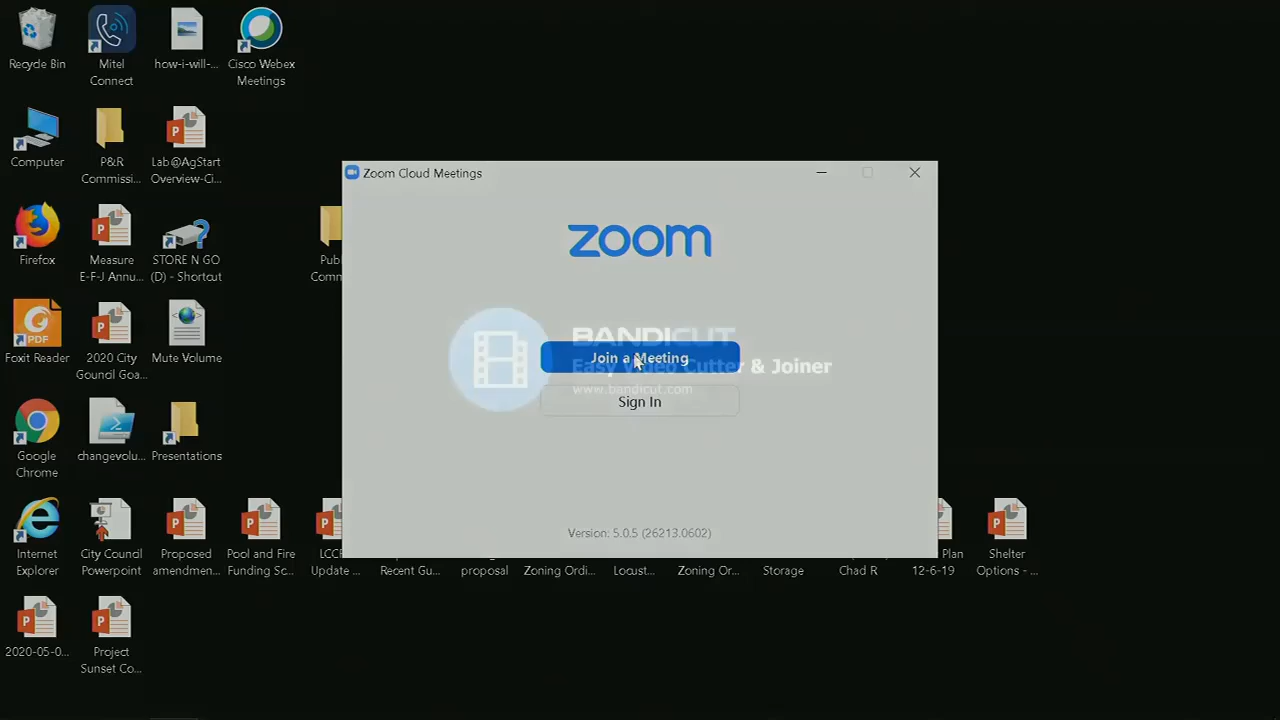 Recycle Bin
Mitel
Connect
how-i-will-...
Cisco Webex
Meetings
Computer
P&R
Commissi...
Lab@AgStart
Overview-Ci...
Firefox
Measure
E-F-J Annu...
STORE N GO
(D) - Shortcut
Publ
Comm
Foxit Reader
PDF
2020 City
Council Goa...
Mute Volume
Google
Chrome
changevolu...
Presentations
Internet
Explorer
City Council
Powerpoint
Proposed
amendmen...
Pool and Fire
Funding Sc...
LCCF
Update ...
Recent Gu...
proposal
Zoning Ordi...
Locust...
Zoning Or...
Storage
Chad R
Plan
12-6-19
Shelter
Options - ...
2020-05-0...
Project
Sunset Co...
Zoom Cloud Meetings
zoom
BANDICUT
Join a Meeting
Easy Video Cutter & Joiner
www.bandicut.com
Sign In
Version: 5.0.5 (26213.0602)